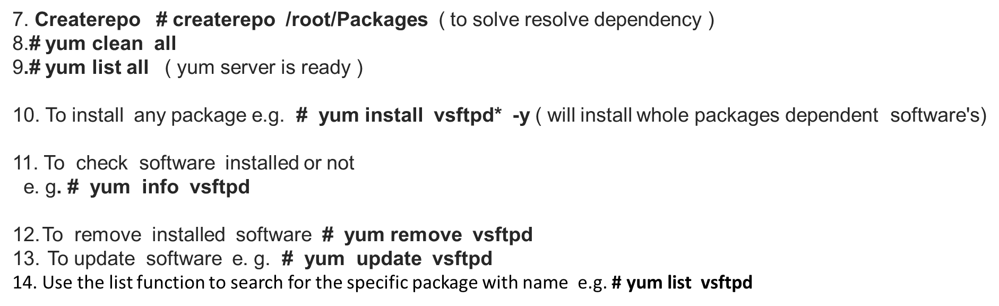 7. Createrepo # createrepo /root/Packages ( to solve resolve dependency )
8.# yum clean all
9.# yum list all ( yum server is ready )
10. To install any package e.g. # yum install vsftpd* -y ( will install whole packages dependent software's)
11. To check software installed or not
e. g. # yum info vsftpd
12. To remove installed software # yum remove vsftpd
13. To update software e. g. # yum update vsftpd
14. Use the list function to search for the specific package with name e.g. # yum list vsftpd